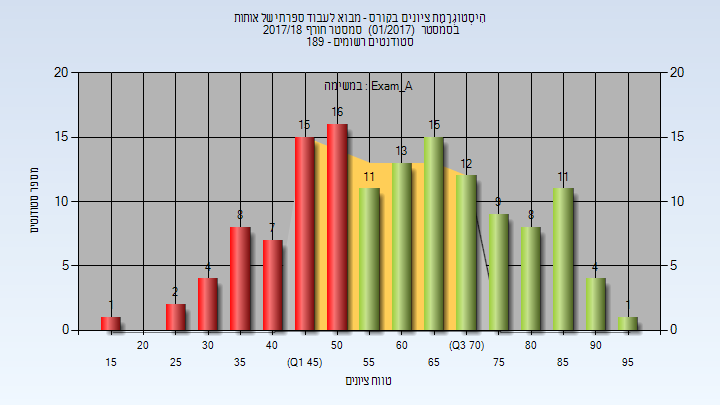 היסטוגרמת ציונים בקורס - מבוא לעבוד ספרתי של אותות
בסמסטר (01/2017) סמסטר חורף 2017/18
סטודנטים רשומים - 189
במשימה : Exam_A
מספר סטודנטים
20 20
15 15
10 10
5 5
0 0
1 2 4 8 7 15 16 11 13 15 12 9 8 11 4 1
20 30 40 50 60 (Q3 70) 80 90
15 25 35 (Q1 45) 55 65 75 85 95
טווח ציונים